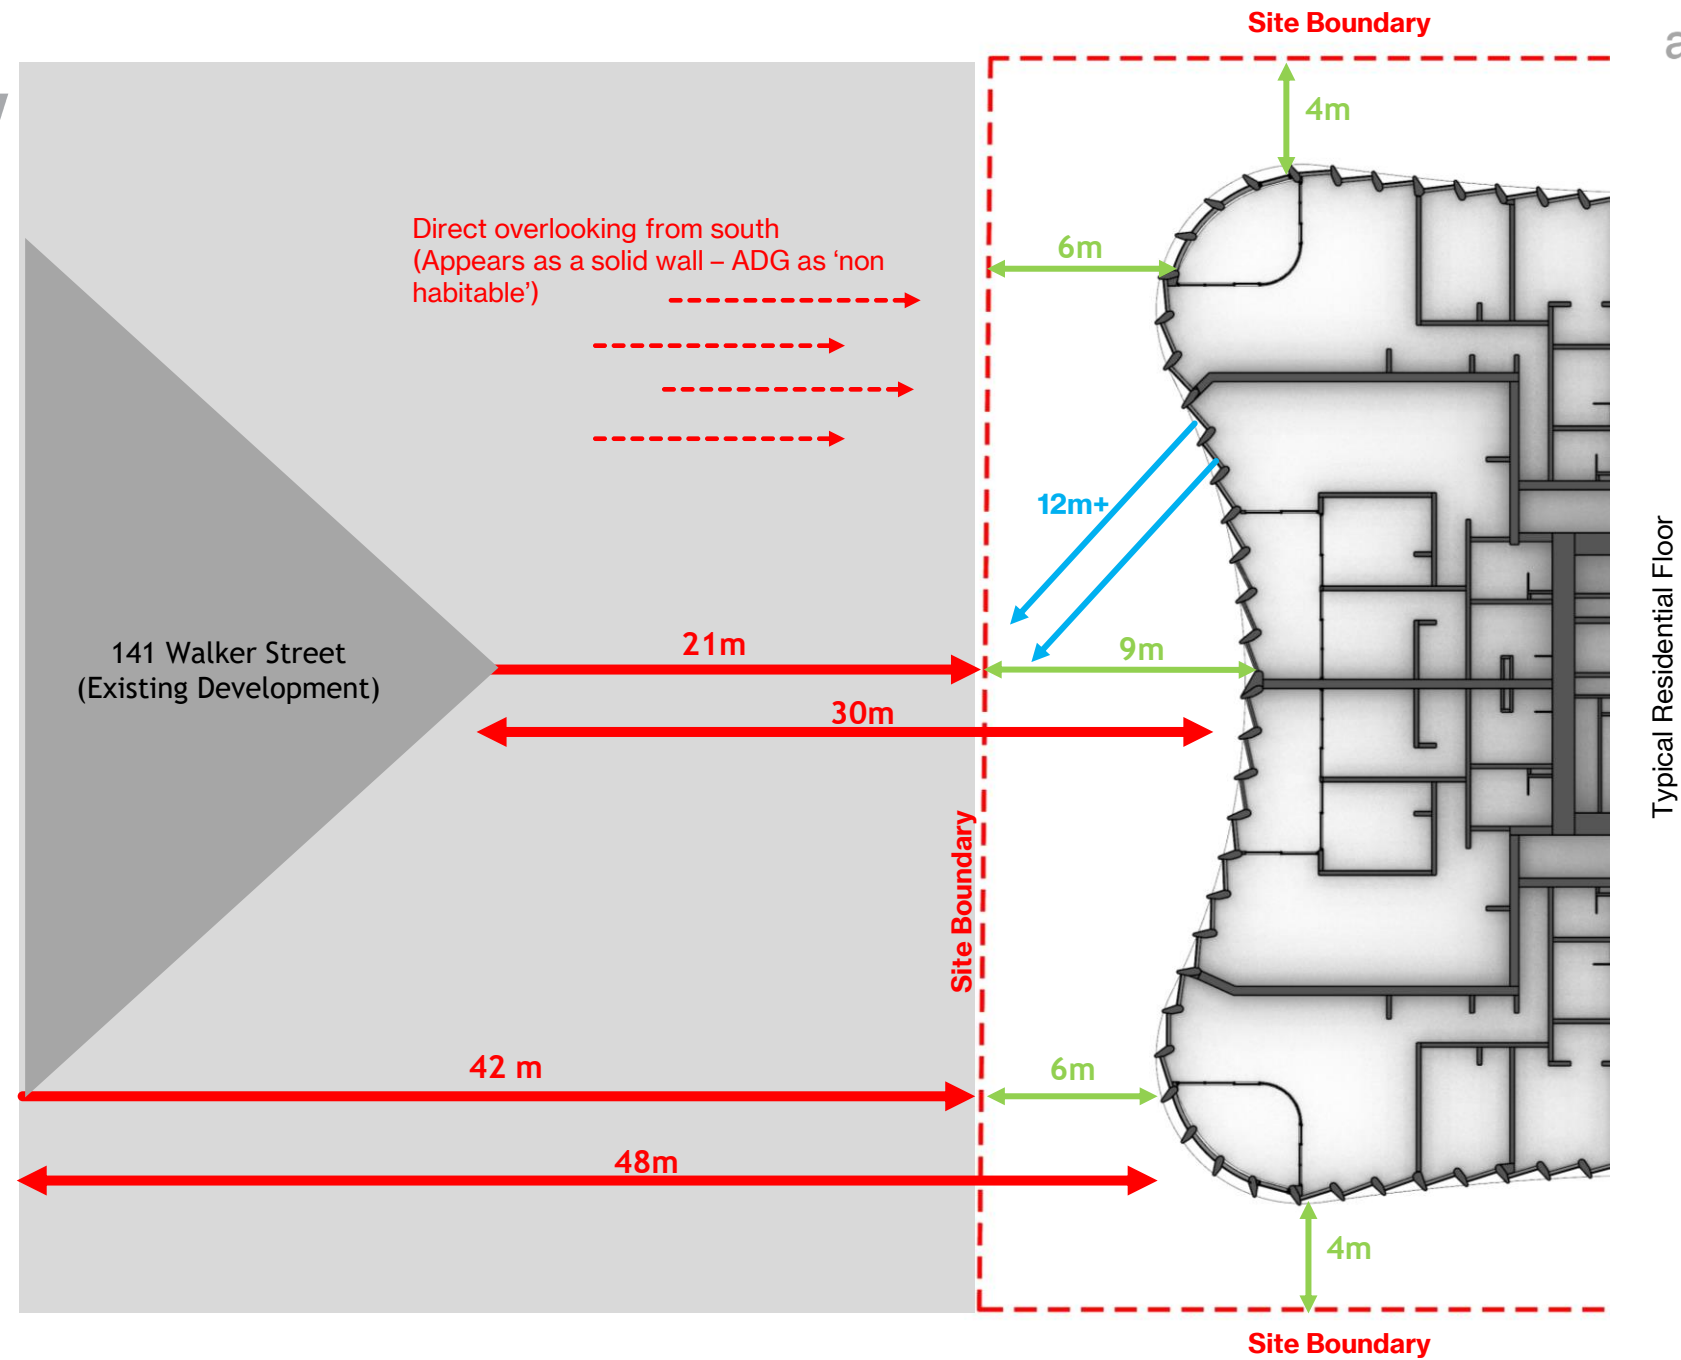 Site Boundary
4m
Direct overlooking from south
(Appears as a solid wall – ADG as ‘non
habitable’)
6m
12m+
141 Walker Street
(Existing Development)
21m
9m
30m
Site Boundary
Typical Residential Floor
42 m
6m
48m
4m
Site Boundary